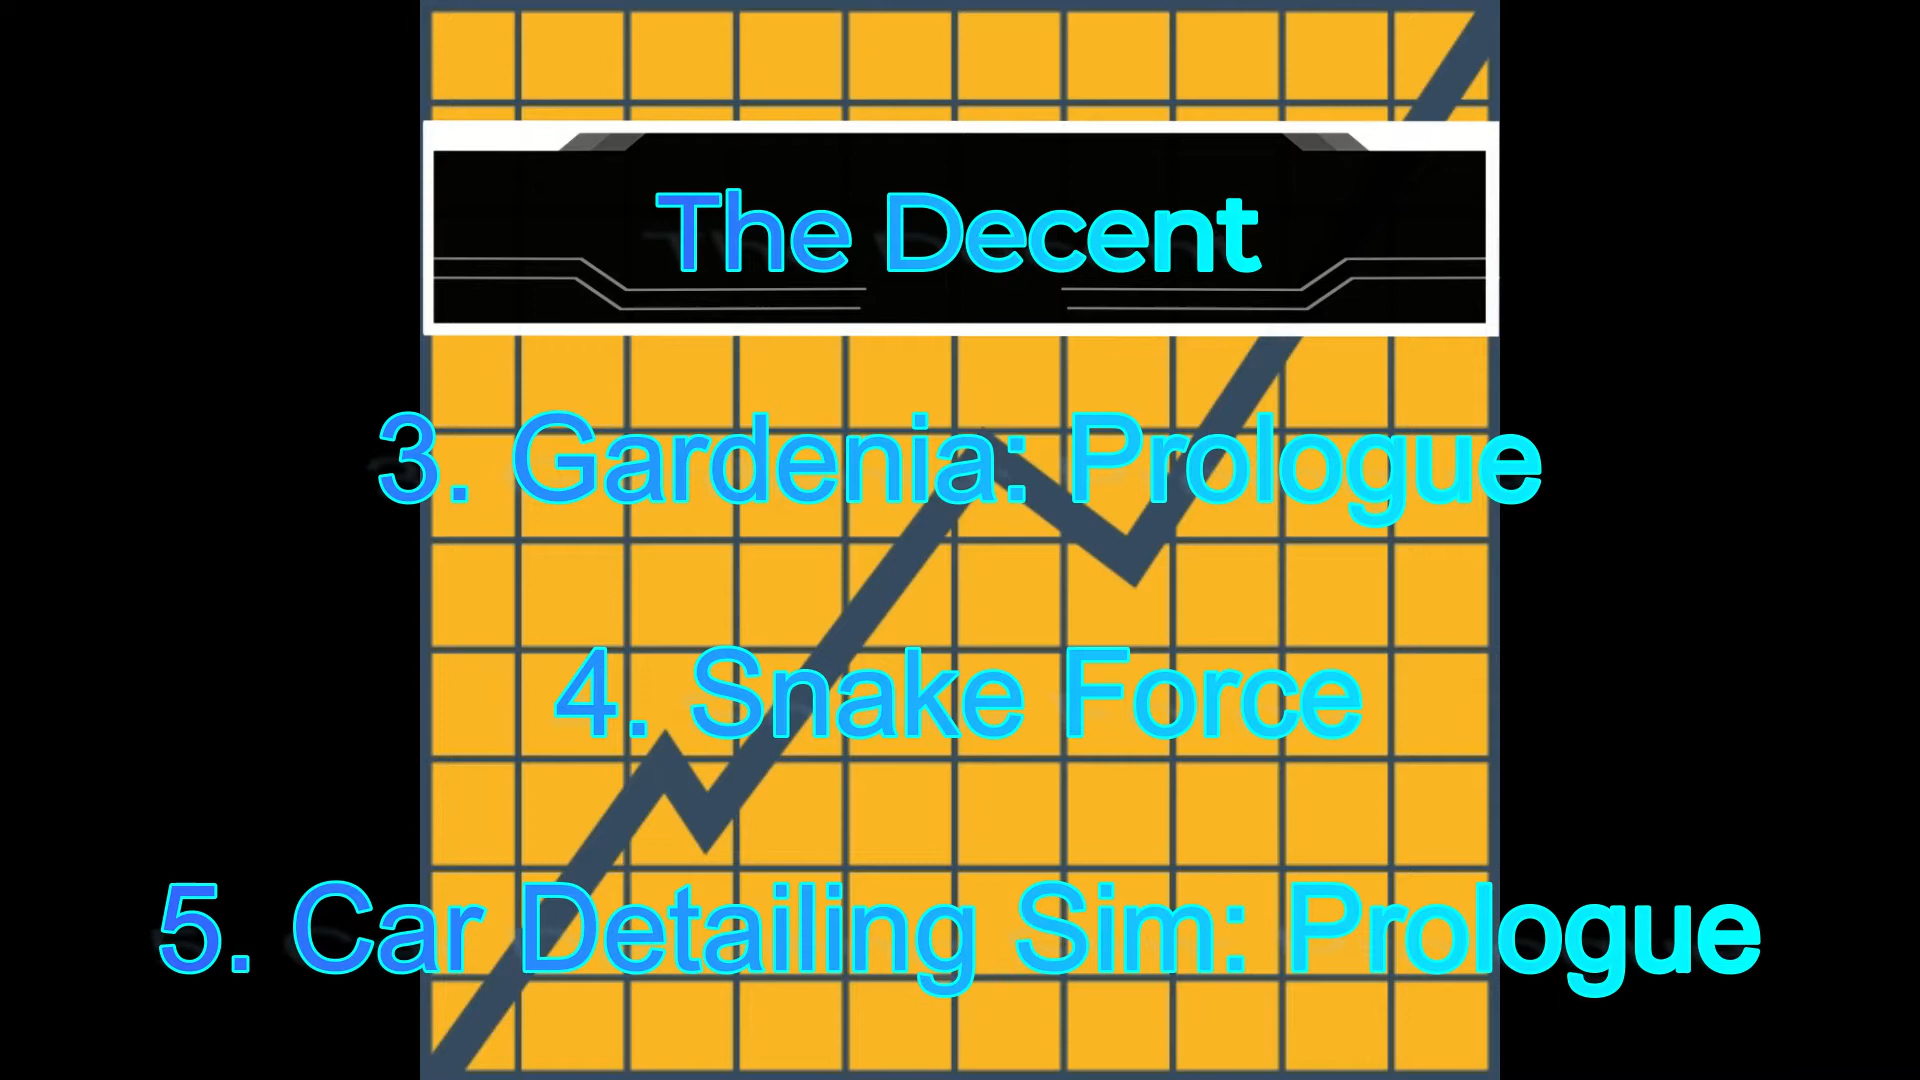 The Decent
3. Gardenia: Prologue
4. Snake Force
5. Car Detailing Sim: Prologue